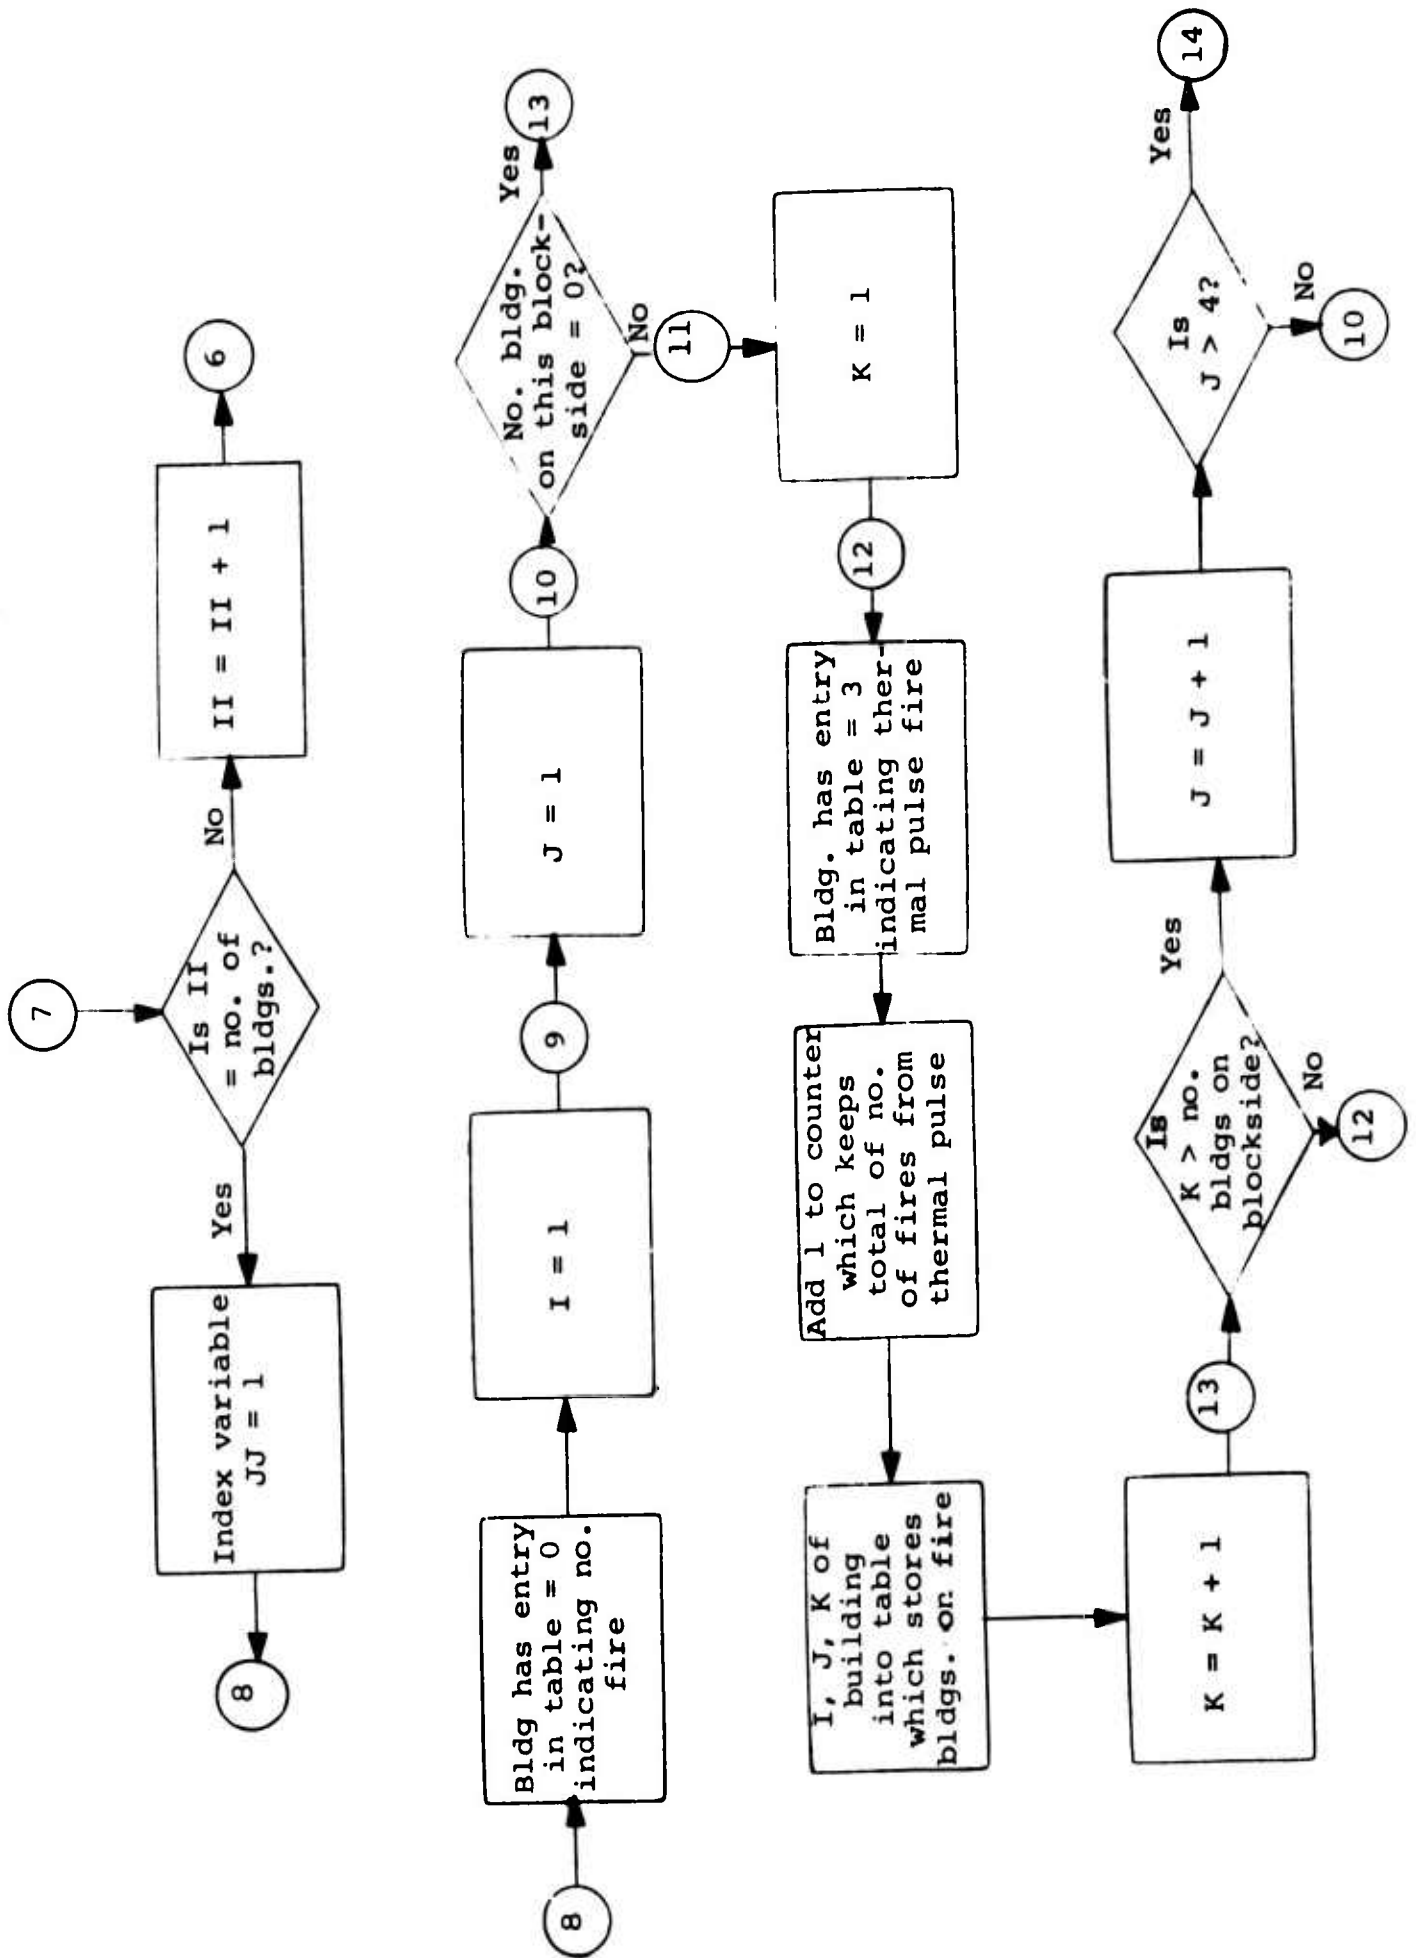 7
Is II
= no. of
bldgs.?
No
II = II + 1
6
Yes
Index variable
JJ = 1
8
8
Bldg has entry
in table = 0
indicating no.
fire
I = 1
9
J = 1
10
No. bldg.
on this block-
side = 0?
Yes
13
No
11
K = 1
12
Bldg. has entry
in table = 3
indicating ther-
mal pulse fire
Add 1 to counter
which keeps
total of no.
of fires from
thermal pulse
I, J, K of
building
into table
which stores
bldgs. on fire
K = K + 1
13
Is
K > no.
bldgs on
blockside?
No
12
Yes
J = J + 1
Is
J > 4?
No
10
Yes
14